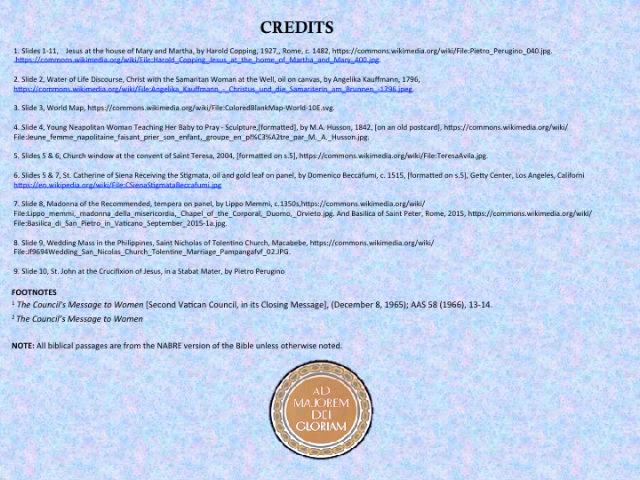 CREDITS
1. Slides 1-11, Jesus at the house of Mary and Martha, by Harold Copping, 1927,, Rome, c. 1482, https://commons.wikimedia.org/wiki/File:Pietro_Perugino_040.jpg.
https://commons.wikimedia.org/wiki/File:Harold_Copping_Jesus_at_the_home_of_Martha_and_Mary_400.jpg.
2. Slide 2, Water of Life Discourse, Christ with the Samaritan Woman at the Well, oil on canvas, by Angelika Kauffmann, 1796,
https://commons.wikimedia.org/wiki/File:Angelika_Kauffmann_-_Christus_und_die_Samariterin_am_Brunnen_-1796.jpeg.
3. Slide 3, World Map, https://commons.wikimedia.org/wiki/File:ColoredBlankMap-World-10E.svg.
4. Slide 4, Young Neapolitan Woman Teaching Her Baby to Pray - Sculpture,[formatted], by M.A. Husson, 1842, [on an old postcard], https://commons.wikimedia.org/wiki/
File:Jeune_femme_napolitaine_faisant_prier_son_enfant,_groupe_en_pl%C3%A2tre_par_M._A._Husson.jpg.
5. Slides 5 & 6, Church window at the convent of Saint Teresa, 2004, [formatted on s.5], https://commons.wikimedia.org/wiki/File:TeresaAvila.jpg.
6. Slides 5 & 7, St. Catherine of Siena Receiving the Stigmata, oil and gold leaf on panel, by Domenico Beccafumi, c. 1515, [formatted on s.5], Getty Center, Los Angeles, Californi
https://en.wikipedia.org/wiki/File:CSienaStigmataBeccafumi.jpg
7. Slide 8, Madonna of the Recommended, tempera on panel, by Lippo Memmi, c.1350s,https://commons.wikimedia.org/wiki/
File:Lippo_memmi,_madonna_della_misericordia,_Chapel_of_the_Corporal,_Duomo,_Orvieto.jpg. And Basilica of Saint Peter, Rome, 2015, https://commons.wikimedia.org/wiki/
File:Basilica_di_San_Pietro_in_Vaticano_September_2015-1a.jpg.
8. Slide 9, Wedding Mass in the Philippines, Saint Nicholas of Tolentino Church, Macabebe, https://commons.wikimedia.org/wiki/
File:Jf9694Wedding_San_Nicolas_Church_Tolentine_Marriage_Pampangafvf_02.JPG.
9. Slide 10, St. John at the Crucifixion of Jesus, in a Stabat Mater, by Pietro Perugino
FOOTNOTES
1 The Council's Message to Women [Second Vatican Council, in its Closing Message], (December 8, 1965); AAS 58 (1966), 13-14.
2 The Council's Message to Women
NOTE: All biblical passages are from the NABRE version of the Bible unless otherwise noted.
AD
MAJOREM
DEI
GLORIAM